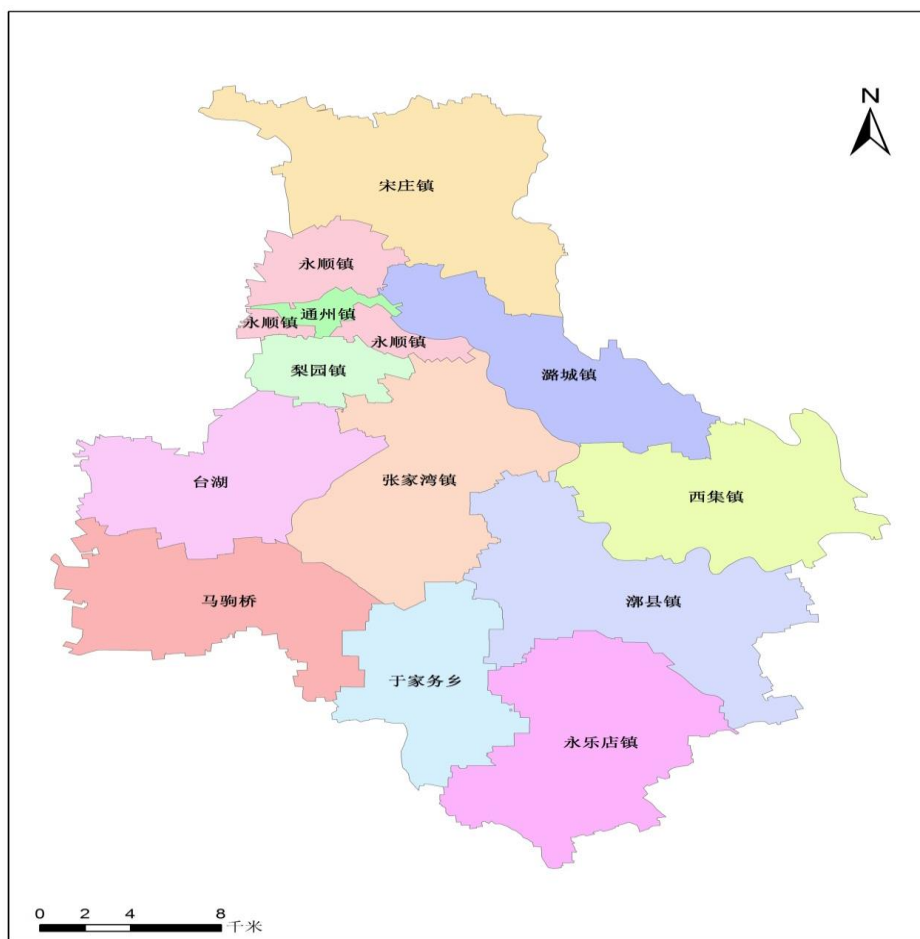 N
宋庄镇
永顺镇
通州镇
永顺镇
永顺镇
梨园镇
潞城镇
台湖
张家湾镇
西集镇
马驹桥
漷县镇
于家务乡
永乐店镇
0 2 4 8
千米